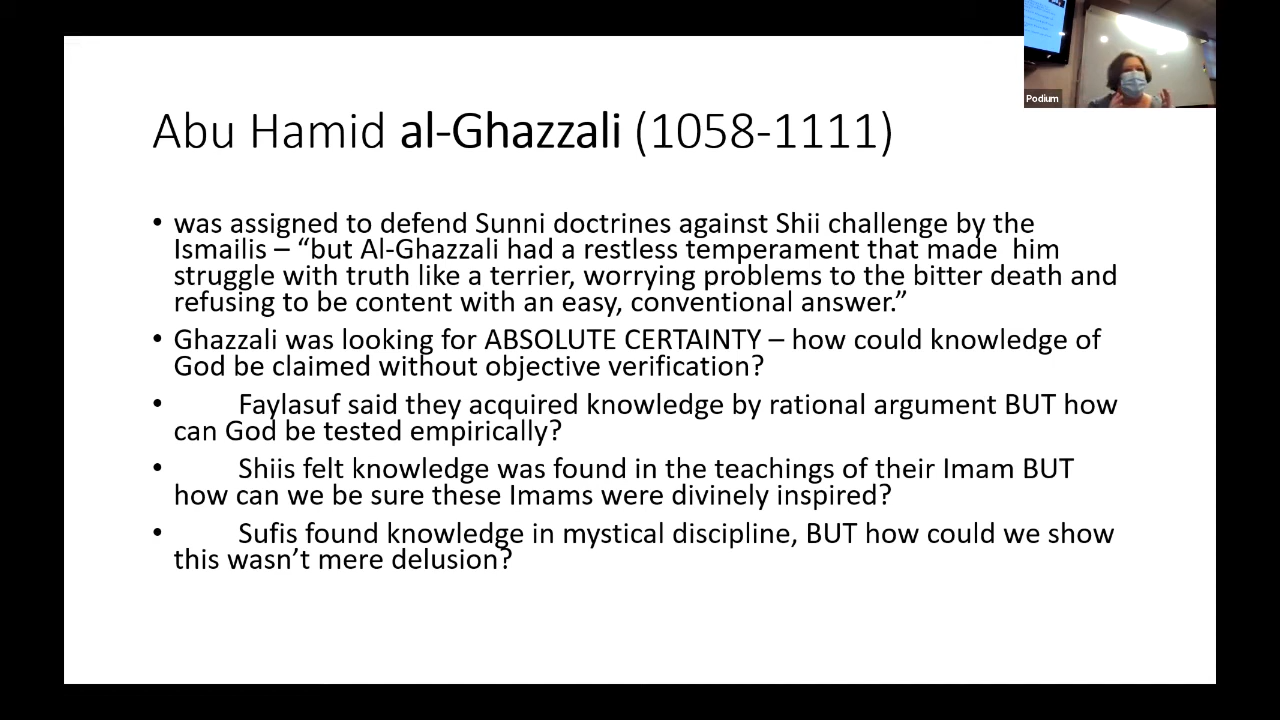 Podium
Abu Hamid al-Ghazzali (1058-1111)
• was assigned to defend Sunni doctrines against Shii challenge by the
Ismailis – “but Al-Ghazzali had a restless temperament that made  him
struggle with truth like a terrier, worrying problems to the bitter death and
refusing to be content with an easy, conventional answer.”
• Ghazzali was looking for ABSOLUTE CERTAINTY – how could knowledge of
God be claimed without objective verification?
• Faylasuf said they acquired knowledge by rational argument BUT how
can God be tested empirically?
• Shiis felt knowledge was found in the teachings of their Imam BUT
how can we be sure these Imams were divinely inspired?
• Sufis found knowledge in mystical discipline, BUT how could we show
this wasn’t mere delusion?